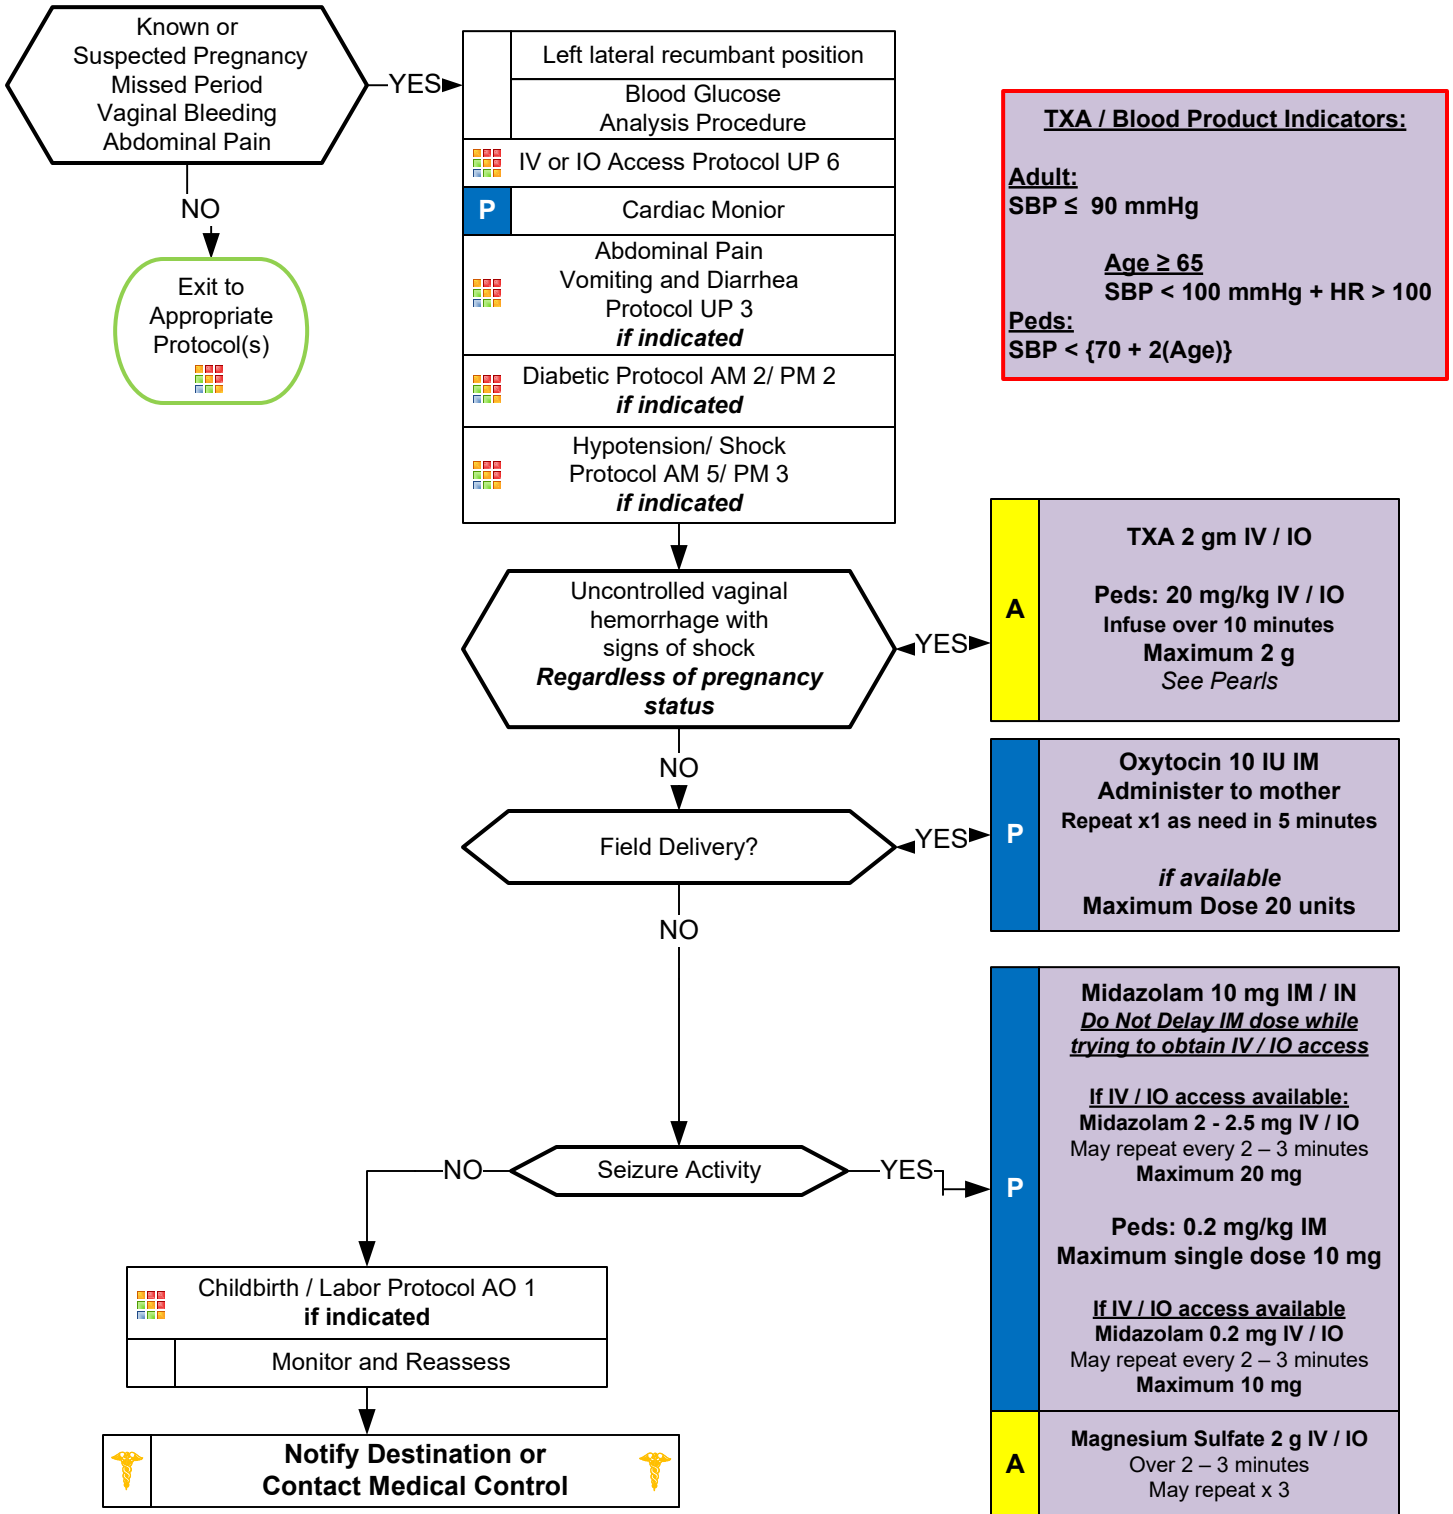 Known or
Suspected Pregnancy
Missed Period
Vaginal Bleeding
Abdominal Pain
YES
NO
Exit to
Appropriate
Protocol(s)
Left lateral recumbant position
Blood Glucose
Analysis Procedure
IV or IO Access Protocol UP 6
P
Cardiac Monior
Abdominal Pain
Vomiting and Diarrhea
Protocol UP 3
if indicated
Diabetic Protocol AM 2/ PM 2
if indicated
Hypotension/ Shock
Protocol AM 5/ PM 3
if indicated
TXA / Blood Product Indicators:
Adult:
SBP ≤ 90 mmHg
Age ≥ 65
SBP < 100 mmHg + HR > 100
Peds:
SBP < {70 + 2(Age)}
Uncontrolled vaginal
hemorrhage with
signs of shock
Regardless of pregnancy
status
YES
A
TXA 2 gm IV / IO
Peds: 20 mg/kg IV / IO
Infuse over 10 minutes
Maximum 2 g
See Pearls
NO
Field Delivery?
YES
P
Oxytocin 10 IU IM
Administer to mother
Repeat x1 as need in 5 minutes
if available
Maximum Dose 20 units
NO
Seizure Activity
YES
P
Midazolam 10 mg IM / IN
Do Not Delay IM dose while
trying to obtain IV / IO access
If IV / IO access available:
Midazolam 2 - 2.5 mg IV / IO
May repeat every 2 – 3 minutes
Maximum 20 mg
Peds: 0.2 mg/kg IM
Maximum single dose 10 mg
If IV / IO access available
Midazolam 0.2 mg IV / IO
May repeat every 2 – 3 minutes
Maximum 10 mg
A
Magnesium Sulfate 2 g IV / IO
Over 2 – 3 minutes
May repeat x 3
NO
Childbirth / Labor Protocol AO 1
if indicated
Monitor and Reassess
Notify Destination or
Contact Medical Control